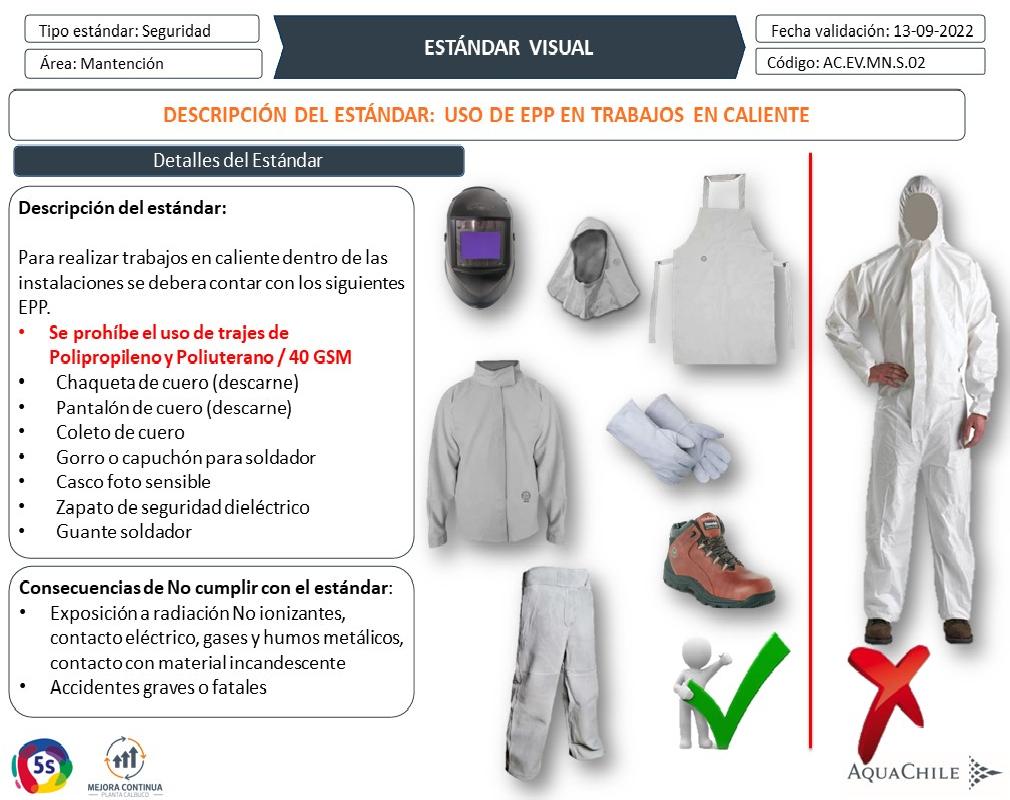 Tipo estándar: Seguridad
Área: Mantención
ESTÁNDAR VISUAL
Fecha validación: 13-09-2022
Código: AC.EV.MN.S.02
DESCRIPCIÓN DEL ESTÁNDAR: USO DE EPP EN TRABAJOS EN CALIENTE
Detalles del Estándar
Descripción del estándar:
Para realizar trabajos en caliente dentro de las
instalaciones se debera contar con los siguientes
EPP.
• Se prohíbe el uso de trajes de
Polipropileno y Poliuterano / 40 GSM
• Chaqueta de cuero (descarne)
• Pantalón de cuero (descarne)
• Coleto de cuero
• Gorro o capuchón para soldador
• Casco foto sensible
• Zapato de seguridad dieléctrico
• Guante soldador
Consecuencias de No cumplir con el estándar:
• Exposición a radiación No ionizantes,
contacto eléctrico, gases y humos metálicos,
contacto con material incandescente
• Accidentes graves o fatales
5s
MEJORA CONTINUA
PLANTA CALBUCO
AQUACHILE